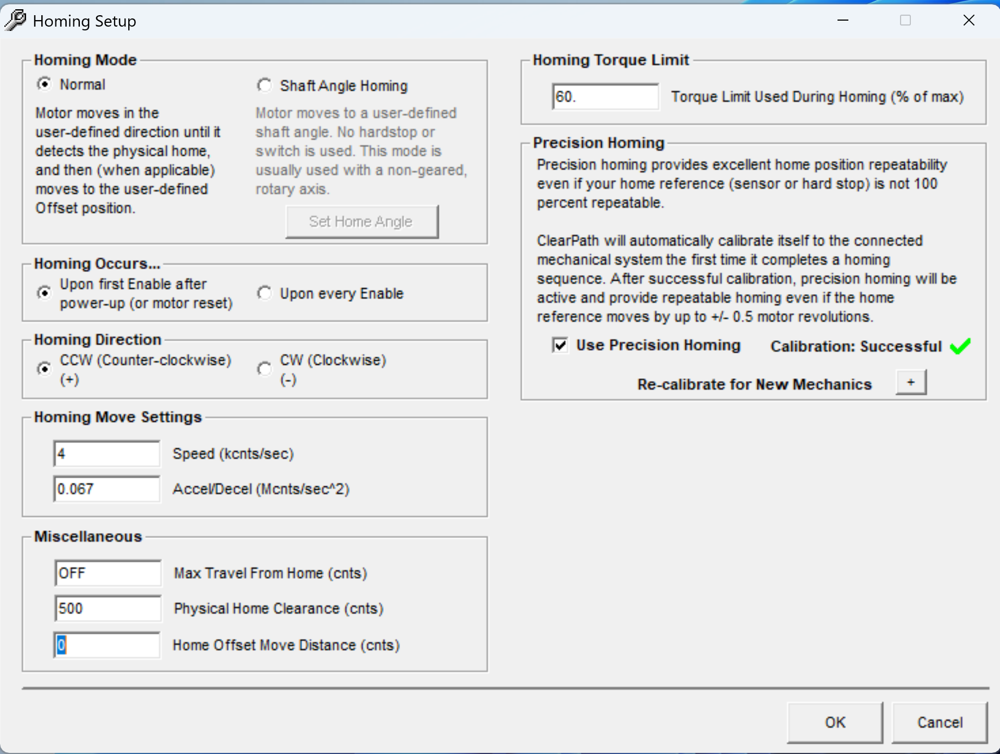 Homing Setup
Homing Mode
Normal
Motor moves in the
user-defined direction until it
detects the physical home,
and then (when applicable)
moves to the user-defined
Offset position.
Shaft Angle Homing
Motor moves to a user-defined
shaft angle. No hardstop or
switch is used. This mode is
usually used with a non-geared,
rotary axis.
Set Home Angle
Homing Occurs...
Upon first Enable after
power-up (or motor reset)
Upon every Enable
Homing Direction
CCW (Counter-clockwise)
(+)
CW (Clockwise)
(-)
Homing Move Settings
4 Speed (kcnts/sec)
0.067 Accel/Decel (Mcnts/sec^2)
Miscellaneous
OFF Max Travel From Home (cnts)
500 Physical Home Clearance (cnts)
0 Home Offset Move Distance (cnts)
Homing Torque Limit
60. Torque Limit Used During Homing (% of max)
Precision Homing
Precision homing provides excellent home position repeatability
even if your home reference (sensor or hard stop) is not 100
percent repeatable.
ClearPath will automatically calibrate itself to the connected
mechanical system the first time it completes a homing
sequence. After successful calibration, precision homing will be
active and provide repeatable homing even if the home
reference moves by up to +/- 0.5 motor revolutions.
Use Precision Homing Calibration: Successful
Re-calibrate for New Mechanics +
OK Cancel